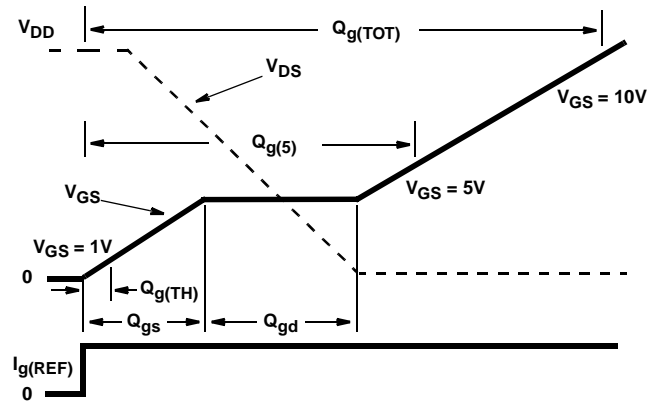 V_DD
Q_g(TOT)
V_DS
V_GS = 10V
Q_g(5)
V_GS
V_GS = 5V
V_GS = 1V
0
Q_g(TH)
Q_gs
Q_gd
I_g(REF)
0